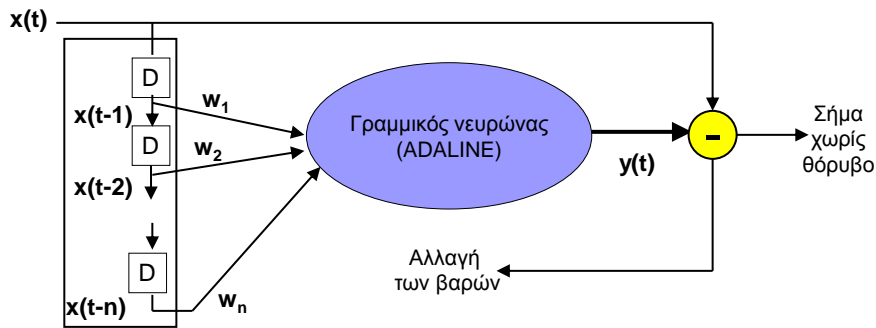 x(t)
D
x(t-1)
w1
D
w2
x(t-2)
D
x(t-n)
wn
Γραμμικός νευρώνας
(ADALINE)
y(t)
-
Σήμα
χωρίς
θόρυβο
Αλλαγή
των βαρών